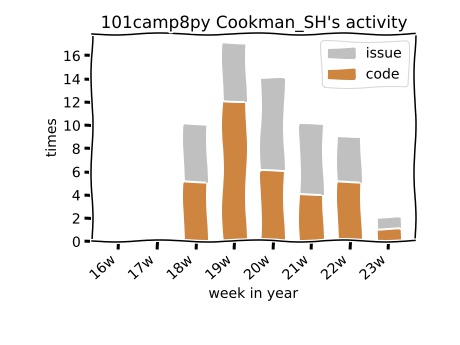 101camp8py Cookman_SH's activity
issue
code
times
16
14
12
10
8
6
4
2
0
16w 17w 18w 19w 20w 21w 22w 23w
week in year